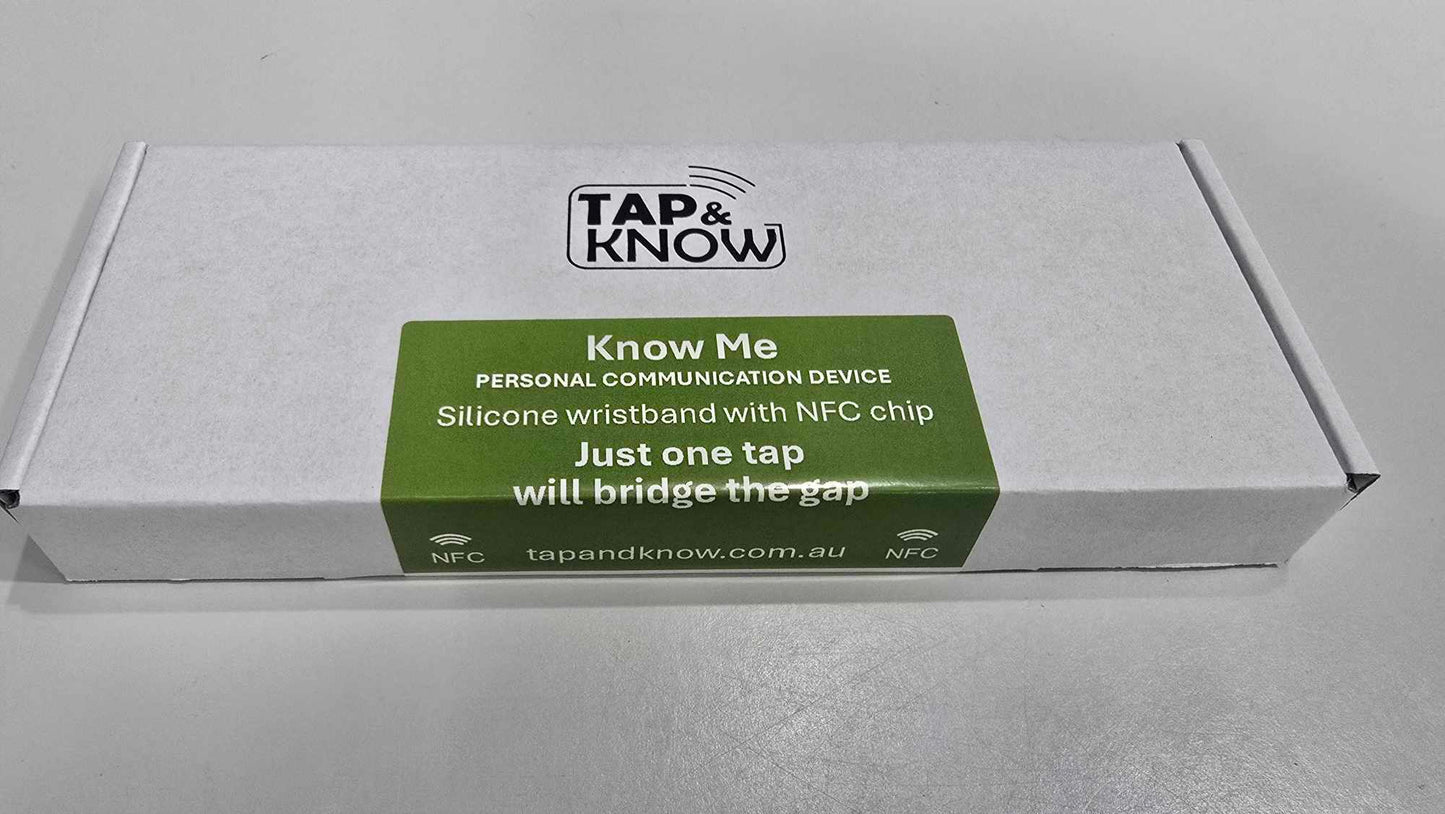 TAP &
KNOW
Know Me
PERSONAL COMMUNICATION DEVICE
Silicone wristband with NFC chip
Just one tap
will bridge the gap
NFC tapandknow.com.au NFC